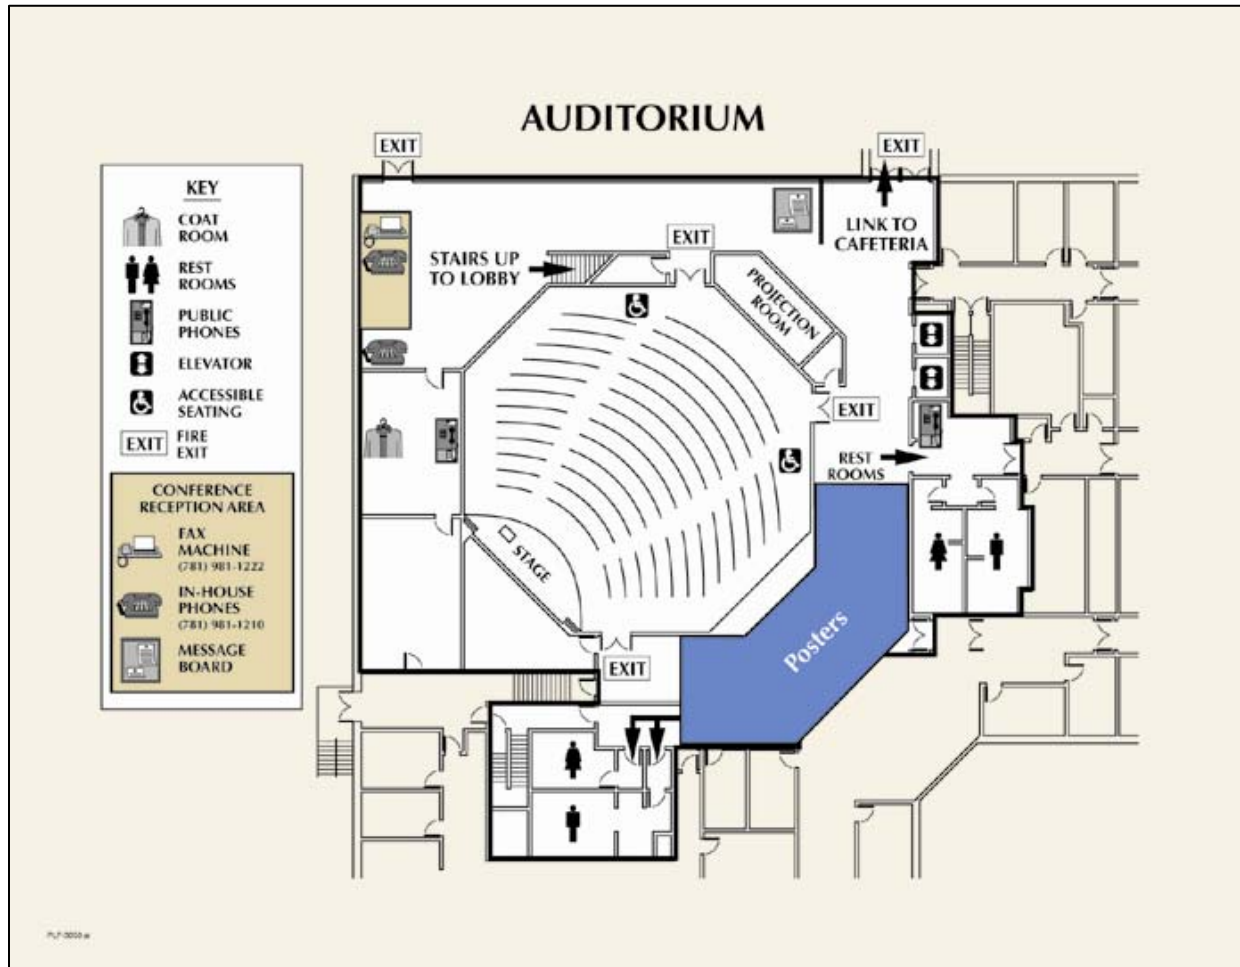 AUDITORIUM
EXIT
EXIT
KEY
COAT
ROOM
REST
ROOMS
PUBLIC
PHONES
ELEVATOR
ACCESSIBLE
SEATING
EXIT
FIRE
EXIT
CONFERENCE
RECEPTION AREA
FAX
MACHINE
(781) 981-1222
IN-HOUSE
PHONES
(781) 981-1210
MESSAGE
BOARD
LINK TO
CAFETERIA
EXIT
STAIRS UP
TO LOBBY
PROJECTION
ROOM
EXIT
REST
ROOMS
STAGE
Posters
EXIT